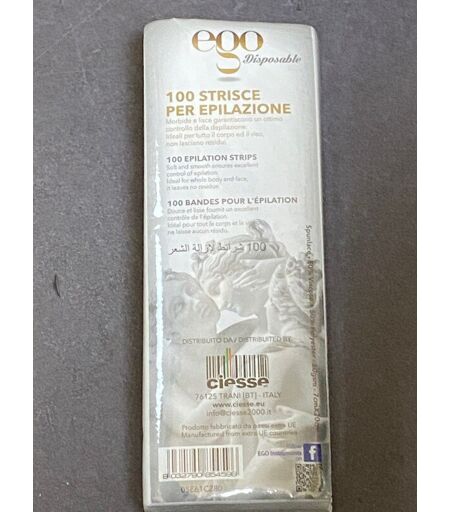 ego
Disposable
100 STRISCE
PER EPILAZIONE
Morbide e lisce garantiscono un ottimo
controllo della depilazione.
Ideali per tutto il corpo ed il viso,
non lasciano residui.
100 EPILATION STRIPS
Soft and smooth ensures excellent
control of epilation.
Ideal for whole body and face,
it leaves no residue.
100 BANDES POUR L'ÉPILATION
Douce et lisse fournit un excellent
contrôle de l'épilation.
Idéal pour tout le corps et le
ne laisse aucun résidu.
100 شرائط لإزالة الشعر
DISTRIBUITO DA / DISTRIBUTED BY
ciesse
76125 TRANI [BT] - ITALY
www.ciesse.eu
info@ciesse2000.it
Prodotto fabbricato da paesi extra UE
Manufactured from extra UE countries
EGO
f
8 032790 854598